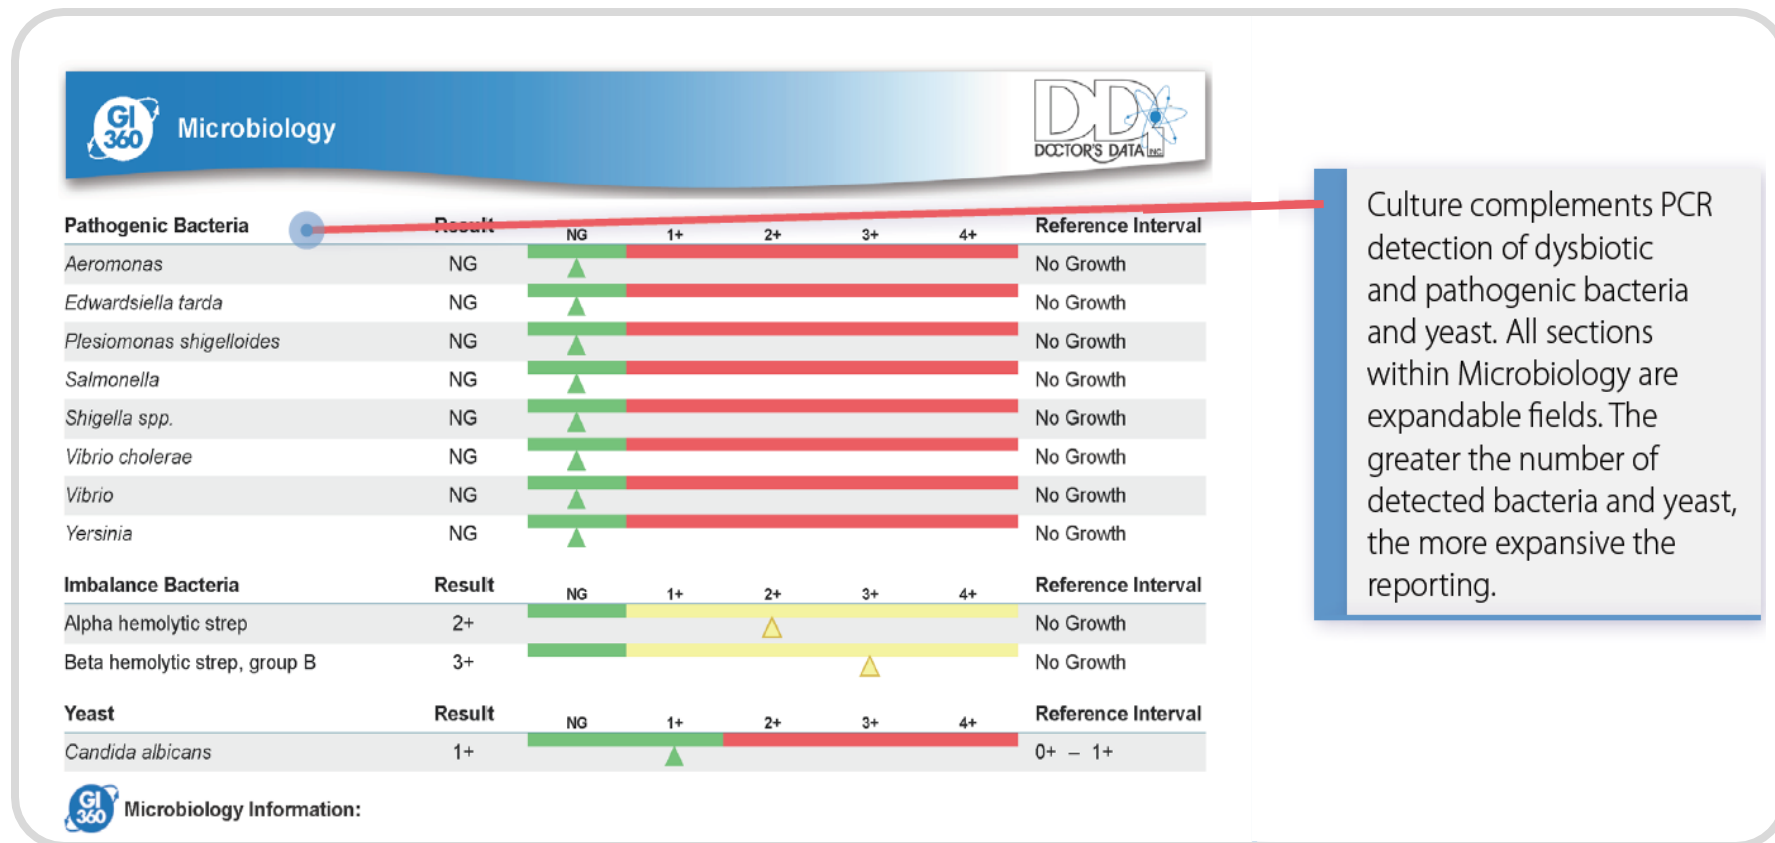 GI
360
Microbiology
DOCTOR'S DATA INC.
Pathogenic Bacteria Result NG 1+ 2+ 3+ 4+ Reference Interval
Aeromonas NG No Growth
Edwardsiella tarda NG No Growth
Plesiomonas shigelloides NG No Growth
Salmonella NG No Growth
Shigella spp. NG No Growth
Vibrio cholerae NG No Growth
Vibrio NG No Growth
Yersinia NG No Growth
Imbalance Bacteria Result NG 1+ 2+ 3+ 4+ Reference Interval
Alpha hemolytic strep 2+ No Growth
Beta hemolytic strep, group B 3+ No Growth
Yeast Result NG 1+ 2+ 3+ 4+ Reference Interval
Candida albicans 1+ 0+ – 1+
GI
360
Microbiology Information:
Culture complements PCR
detection of dysbiotic
and pathogenic bacteria
and yeast. All sections
within Microbiology are
expandable fields. The
greater the number of
detected bacteria and yeast,
the more expansive the
reporting.